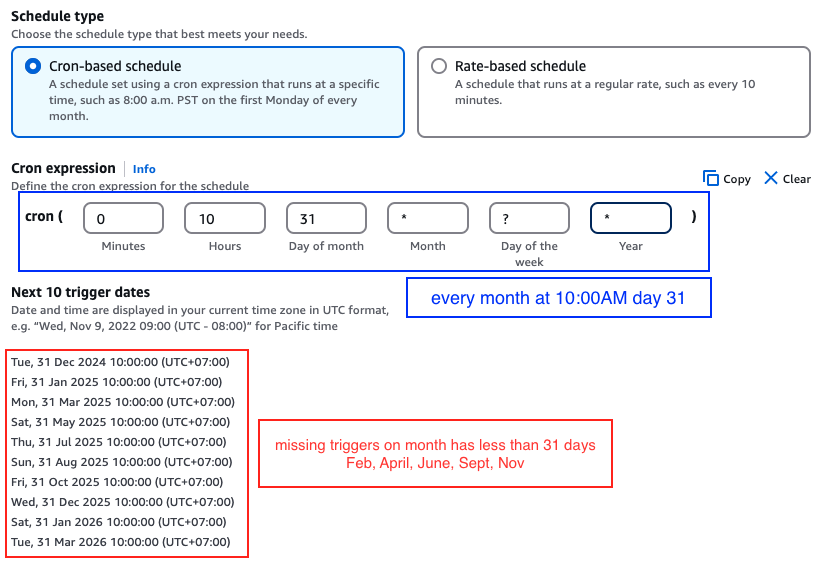 Schedule type
Choose the schedule type that best meets your needs.
Cron-based schedule
A schedule set using a cron expression that runs at a specific
time, such as 8:00 a.m. PST on the first Monday of every
month.
Rate-based schedule
A schedule that runs at a regular rate, such as every 10
minutes.
Cron expression
Info
Define the cron expression for the schedule
Copy
Clear
cron ( 0 10 31 * ? * )
Minutes Hours Day of month Month Day of the Year
week
Next 10 trigger dates
Date and time are displayed in your current time zone in UTC format,
e.g. “Wed, Nov 9, 2022 09:00 (UTC - 08:00)” for Pacific time
every month at 10:00AM day 31
Tue, 31 Dec 2024 10:00:00 (UTC+07:00)
Fri, 31 Jan 2025 10:00:00 (UTC+07:00)
Mon, 31 Mar 2025 10:00:00 (UTC+07:00)
Sat, 31 May 2025 10:00:00 (UTC+07:00)
Thu, 31 Jul 2025 10:00:00 (UTC+07:00)
Sun, 31 Aug 2025 10:00:00 (UTC+07:00)
Fri, 31 Oct 2025 10:00:00 (UTC+07:00)
Wed, 31 Dec 2025 10:00:00 (UTC+07:00)
Sat, 31 Jan 2026 10:00:00 (UTC+07:00)
Tue, 31 Mar 2026 10:00:00 (UTC+07:00)
missing triggers on month has less than 31 days
Feb, April, June, Sept, Nov